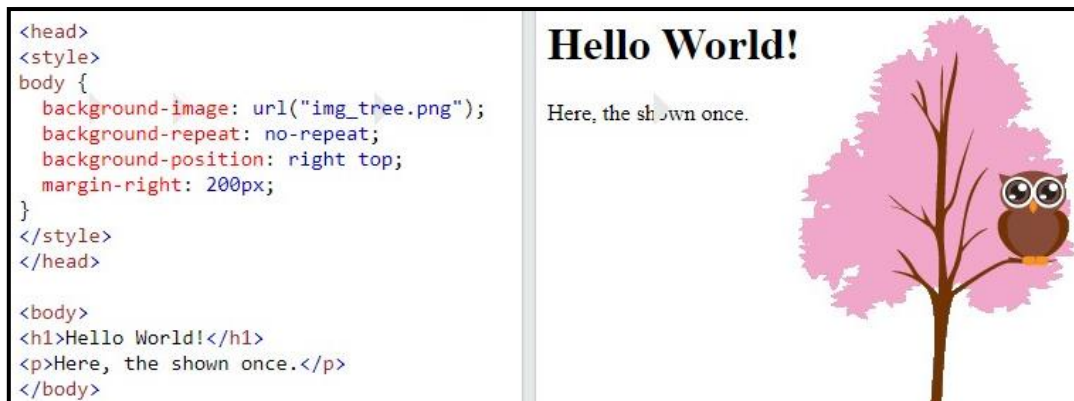 <head>
<style>
body {
  background-image: url("img_tree.png");
  background-repeat: no-repeat;
  background-position: right top;
  margin-right: 200px;
}
</style>
</head>

<body>
<h1>Hello World!</h1>
<p>Here, the shown once.</p>
</body>
Hello World!
Here, the shown once.